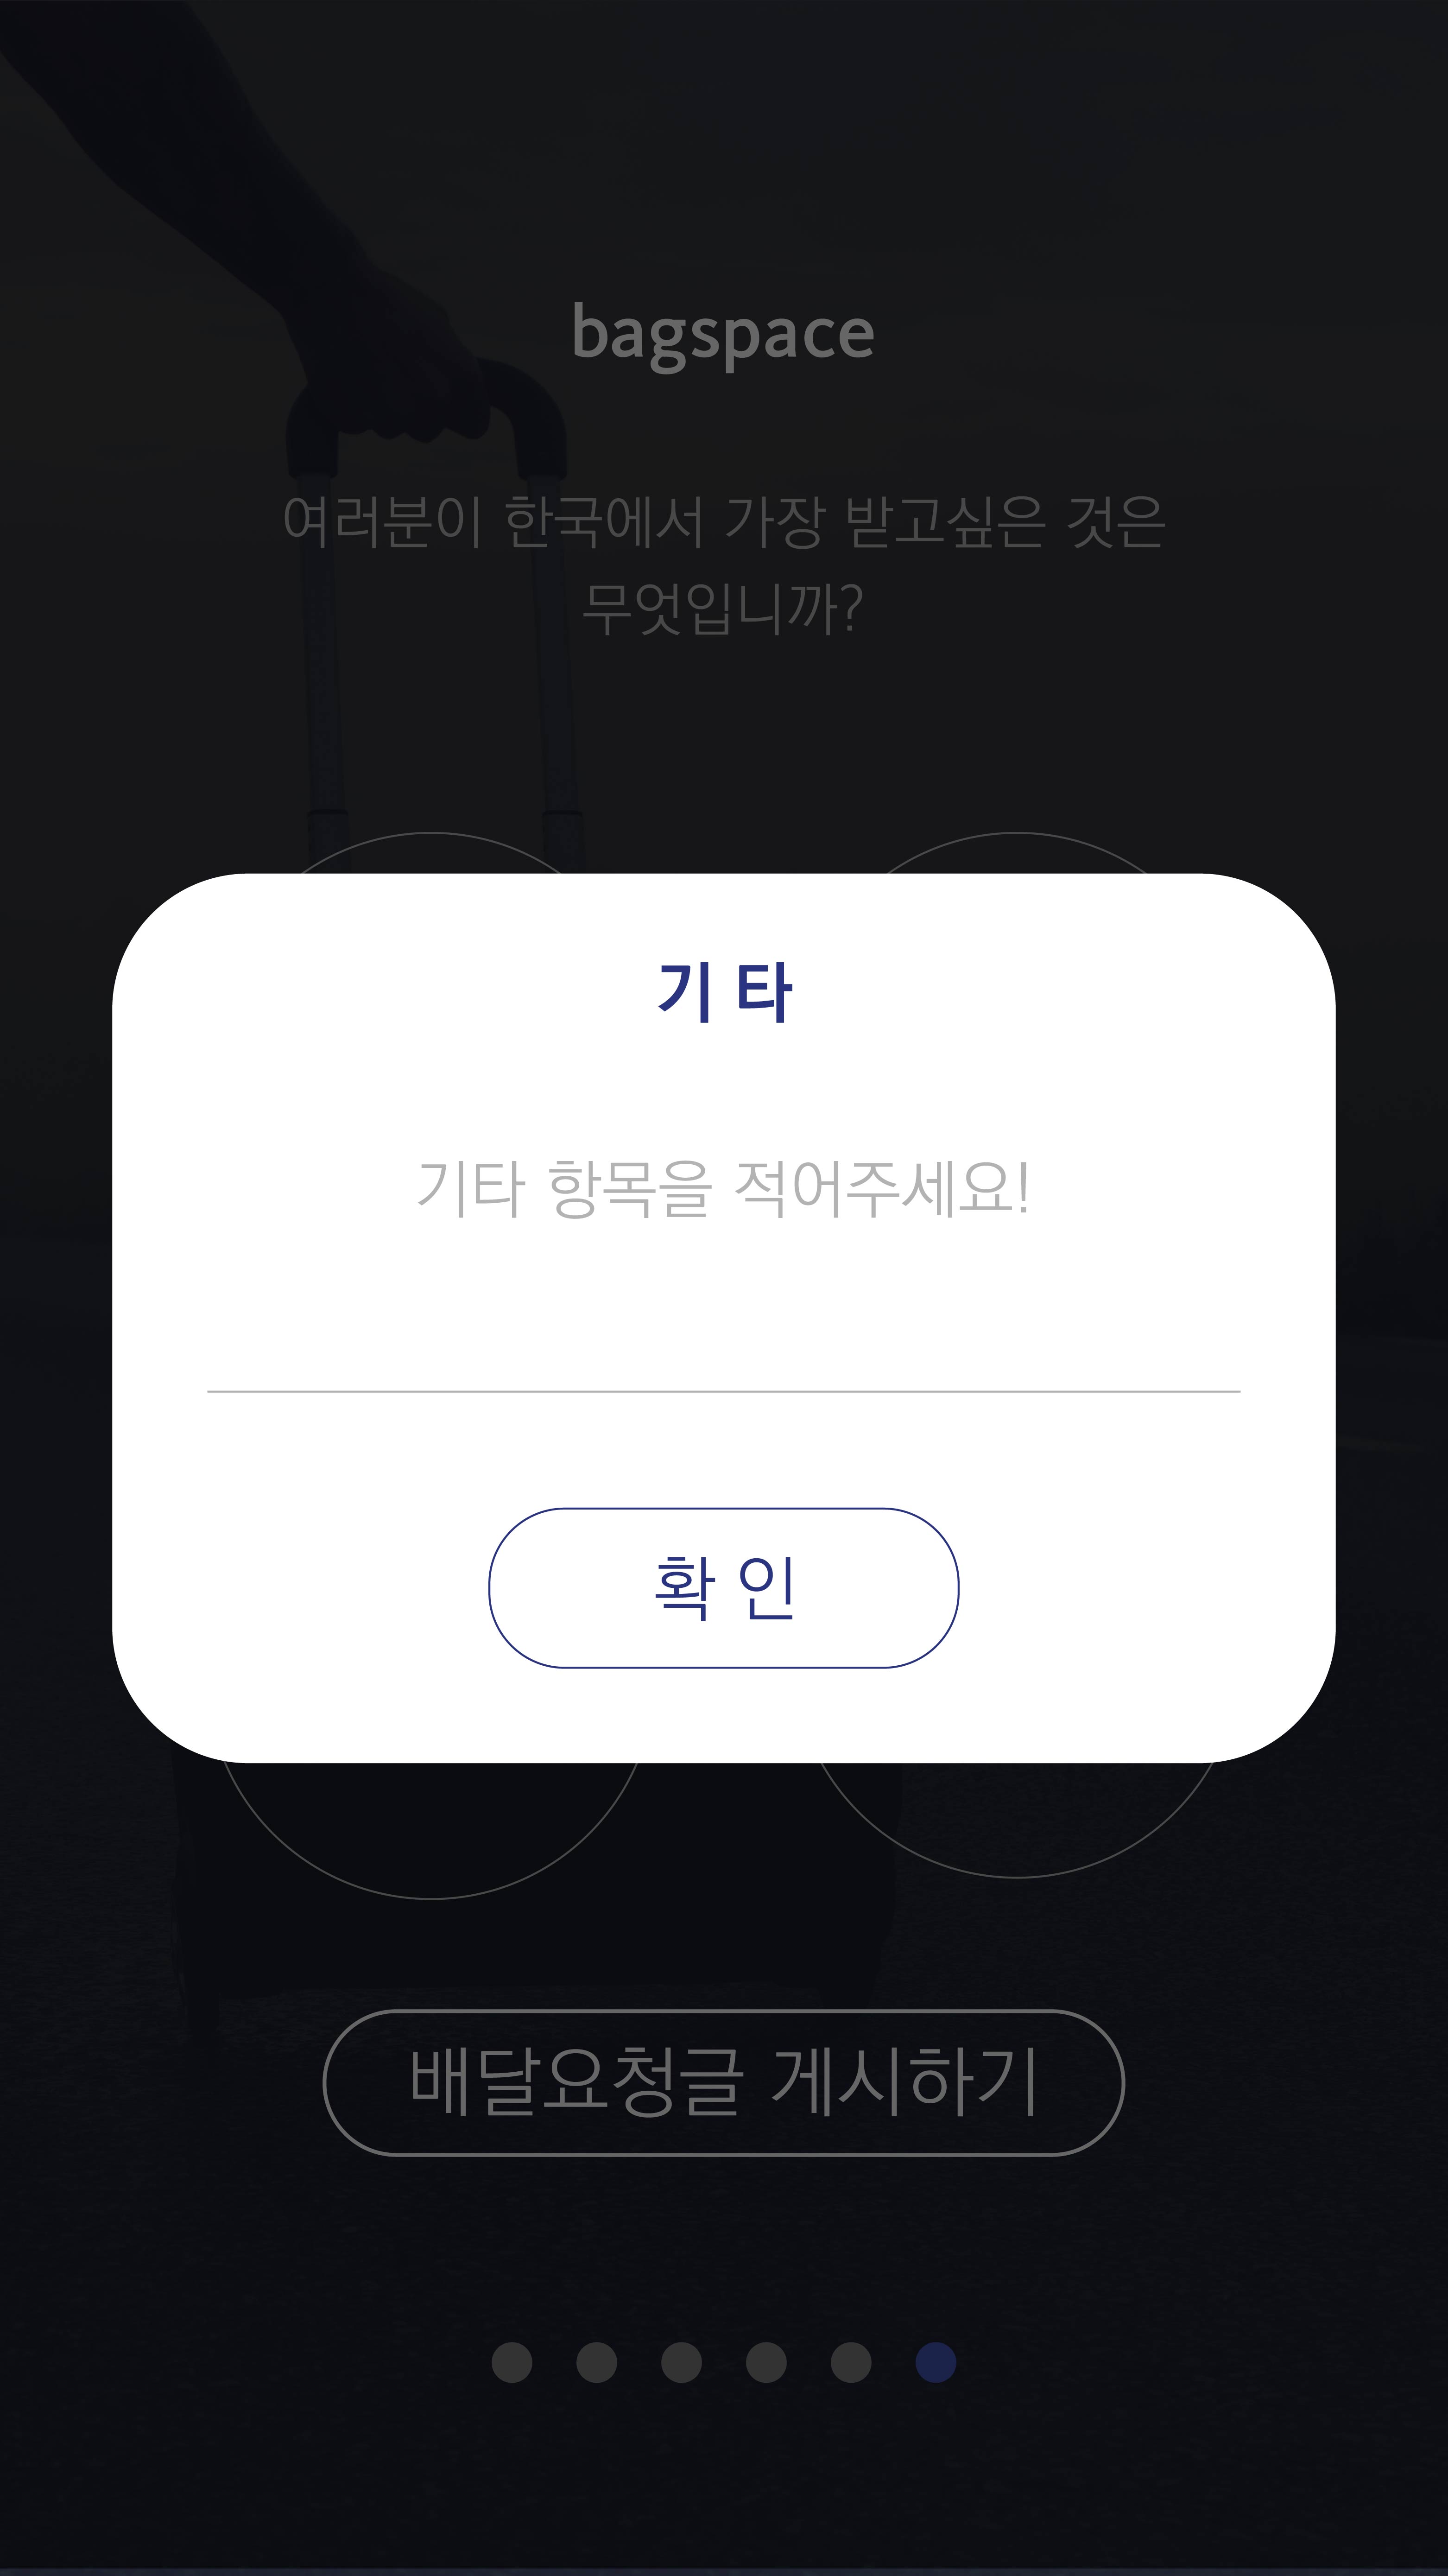 bagspace
여러분이 한국에서 가장 받고싶은 것은
무엇입니까?
기 타
기타 항목을 적어주세요!
확 인
배달요청글 게시하기